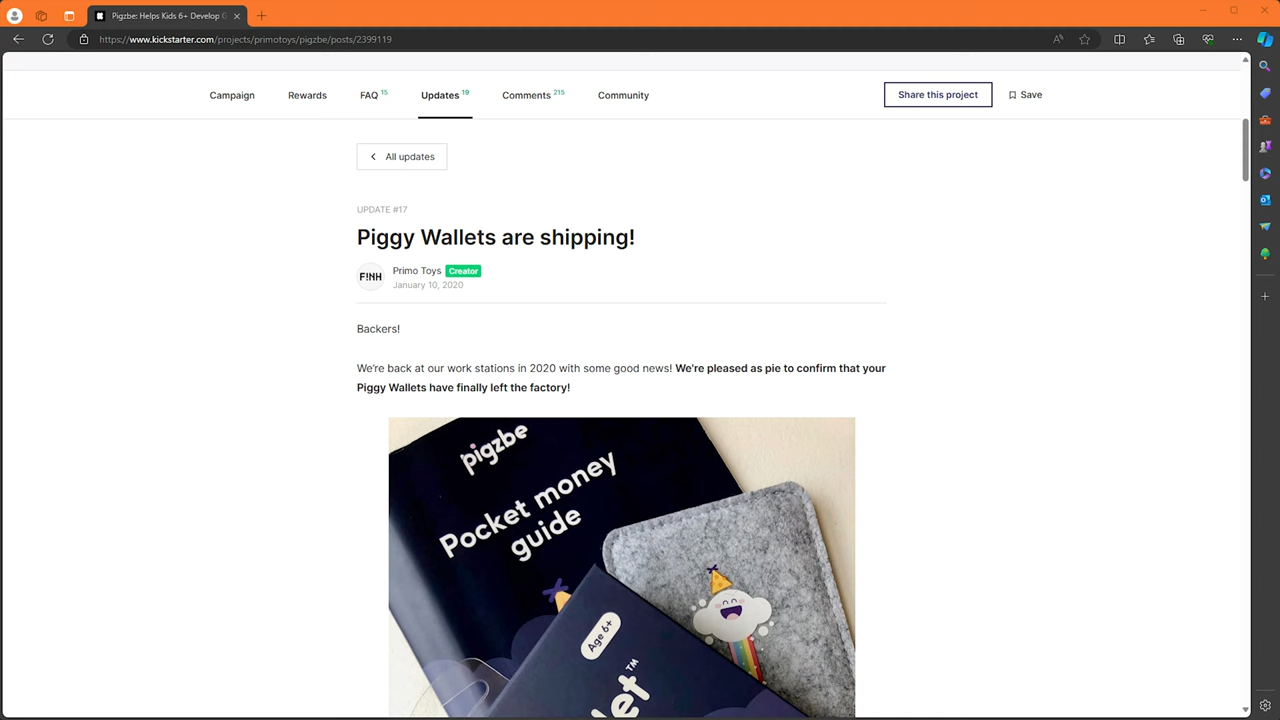 Pigzbe: Helps Kids 6+ Develop G
https://www.kickstarter.com/projects/primotoys/pigzbe/posts/2399119
Campaign
Rewards
FAQ 15
Updates 19
Comments 215
Community
Share this project
Save
All updates
UPDATE #17
Piggy Wallets are shipping!
F!NH
Primo Toys Creator
January 10, 2020
Backers!
We're back at our work stations in 2020 with some good news! We're pleased as pie to confirm that your
Piggy Wallets have finally left the factory!
pigzbe
Pocket money
guide
Age 6+
let™